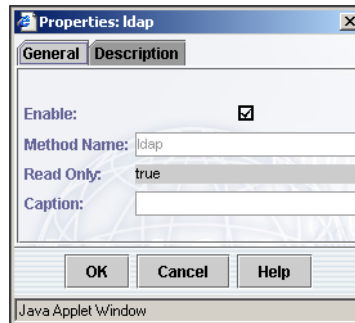 Properties: ldap
General Description
Enable:
Method Name: ldap
Read Only: true
Caption:
OK Cancel Help
Java Applet Window